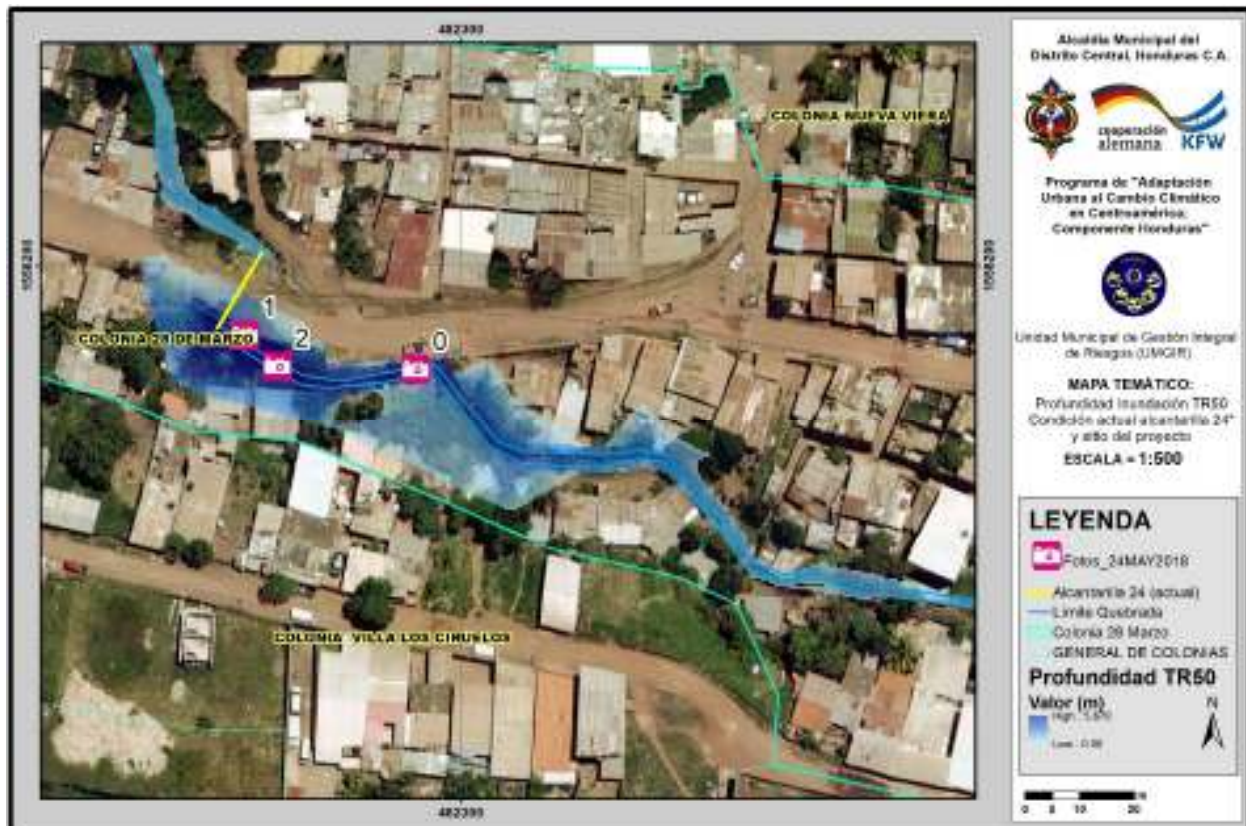 482300
1556200
1556200
482300
COLONIA NUEVA VIERA
1
COLONIA 28 DE MARZO
2
0
COLONIA VILLA LOS CIRUELOS
Alcaldía Municipal del
Distrito Central, Honduras C.A.
cooperación
alemana
KFW
Programa de "Adaptación
Urbana al Cambio Climático
en Centroamérica,
Componente Honduras"
Unidad Municipal de Gestión Integral
de Riesgos (UMGIR)
MAPA TEMÁTICO:
Profundidad Inundación TR50
Condición actual alcantarilla 24"
y sitio del proyecto
ESCALA = 1:500
LEYENDA
Fotos_24MAY2018
Alcantarilla 24 (actual)
Limite Quebrada
Colonia 28 Marzo
GENERAL DE COLONIAS
Profundidad TR50
Valor (m)
N
High :
Low :
0 5 10 20